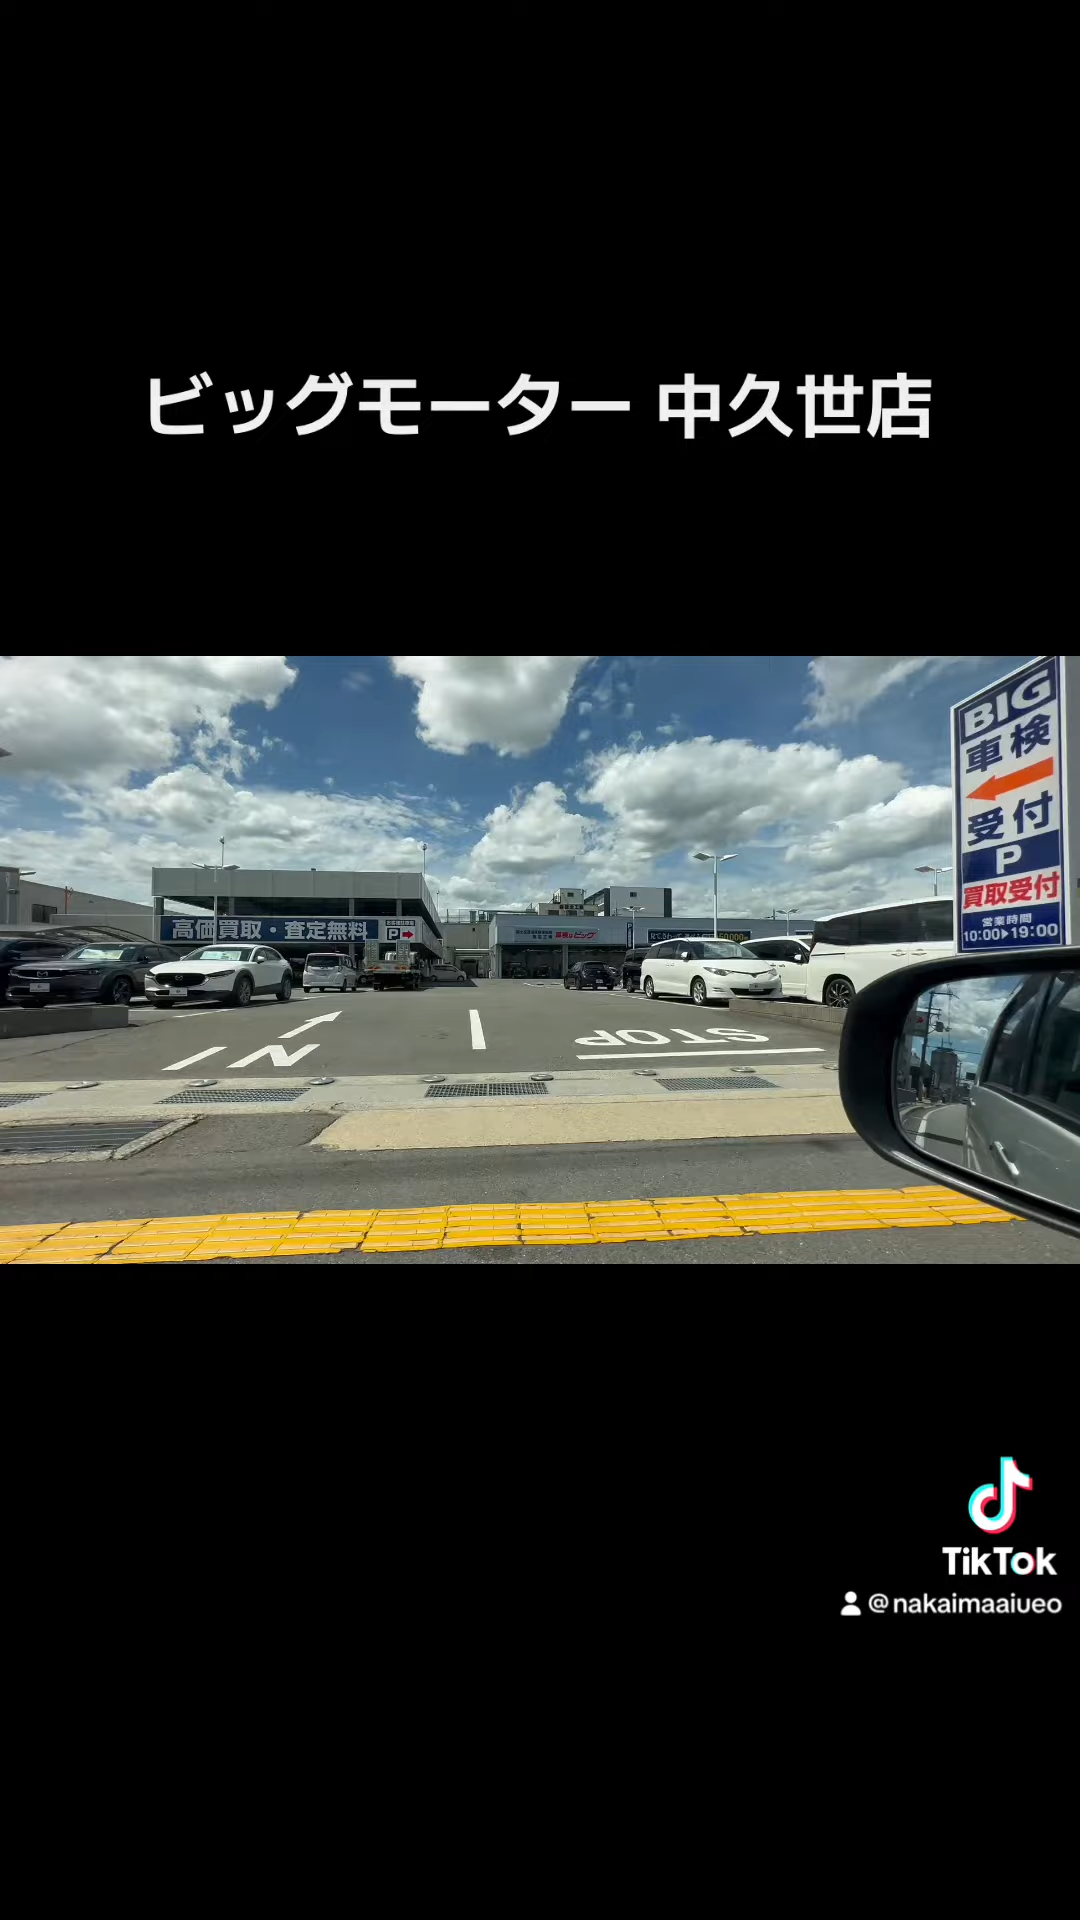 ビッグモーター 中久世店
BIG
車検
受付
P
買取受付
営業時間
10:00▶19:00
高価買取・査定無料
P
IN
STOP
TikTok
@nakaimaaiueo